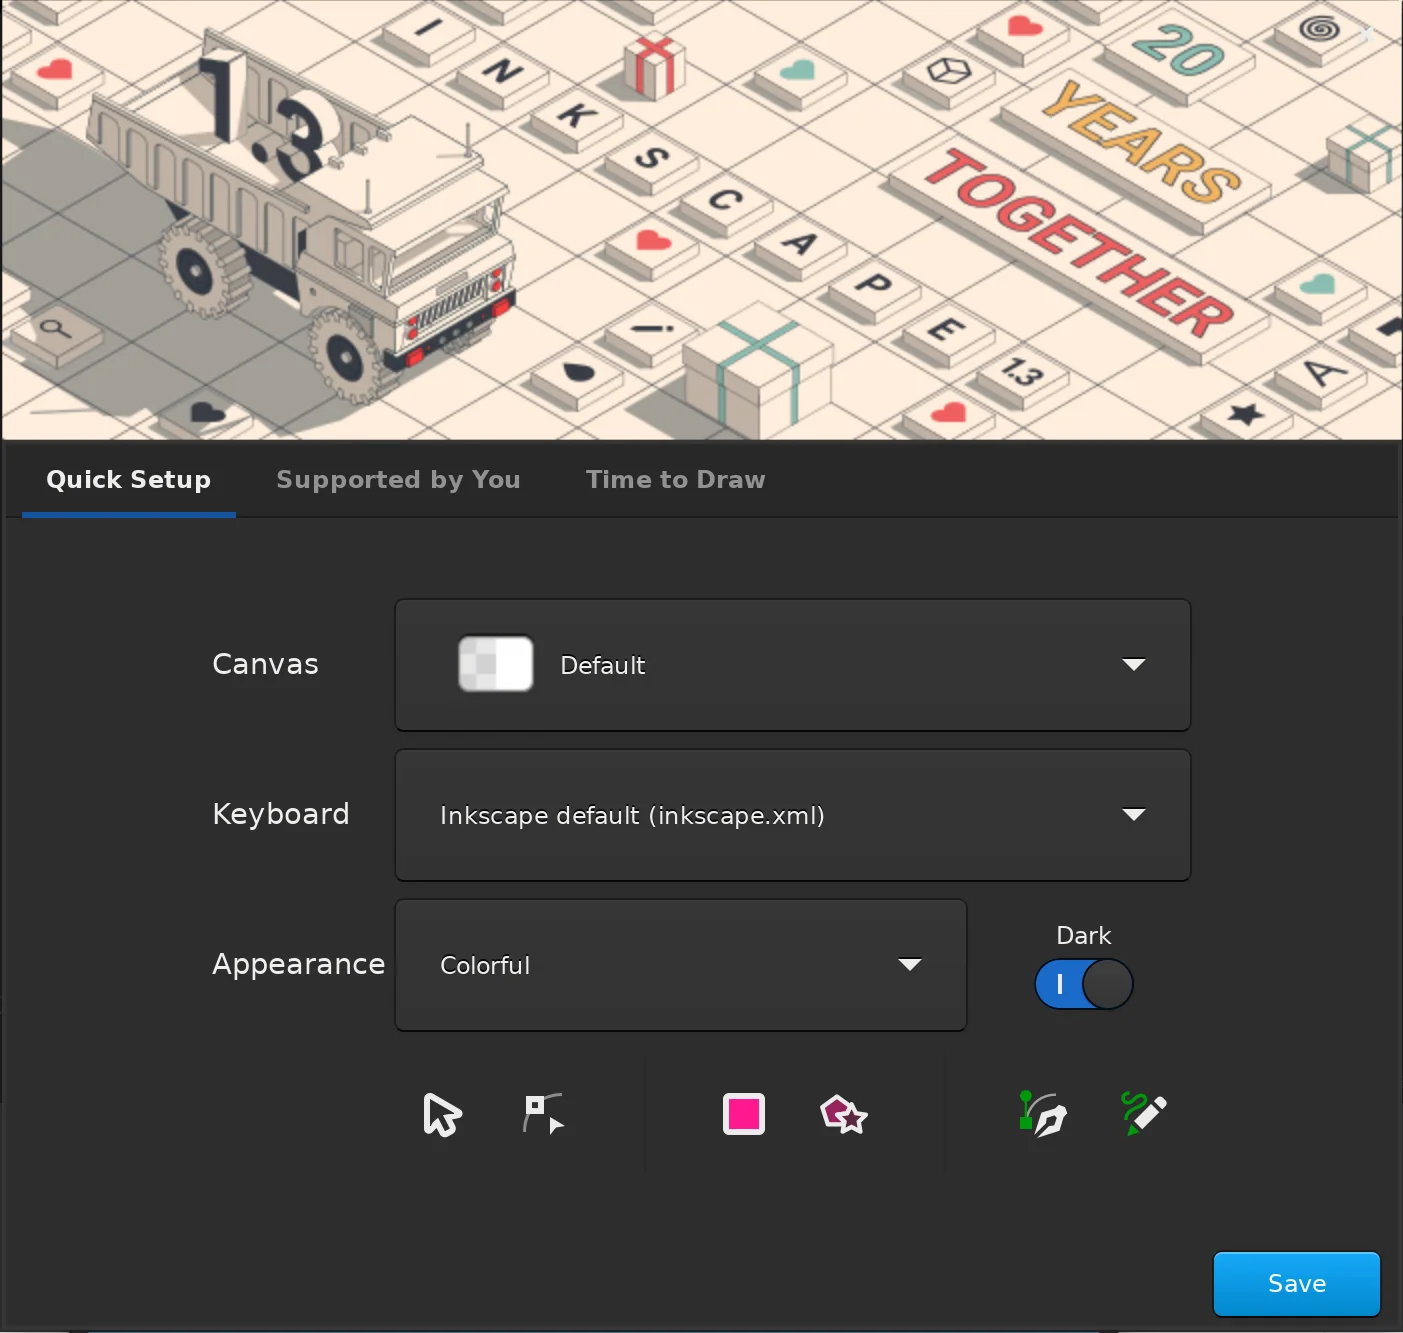 I
N
K
S
C
A
P
E
1.3
1.3
20
YEARS
TOGETHER
A
Quick Setup
Supported by You
Time to Draw
Canvas
Default
Keyboard
Inkscape default (inkscape.xml)
Appearance
Colorful
Dark
Save